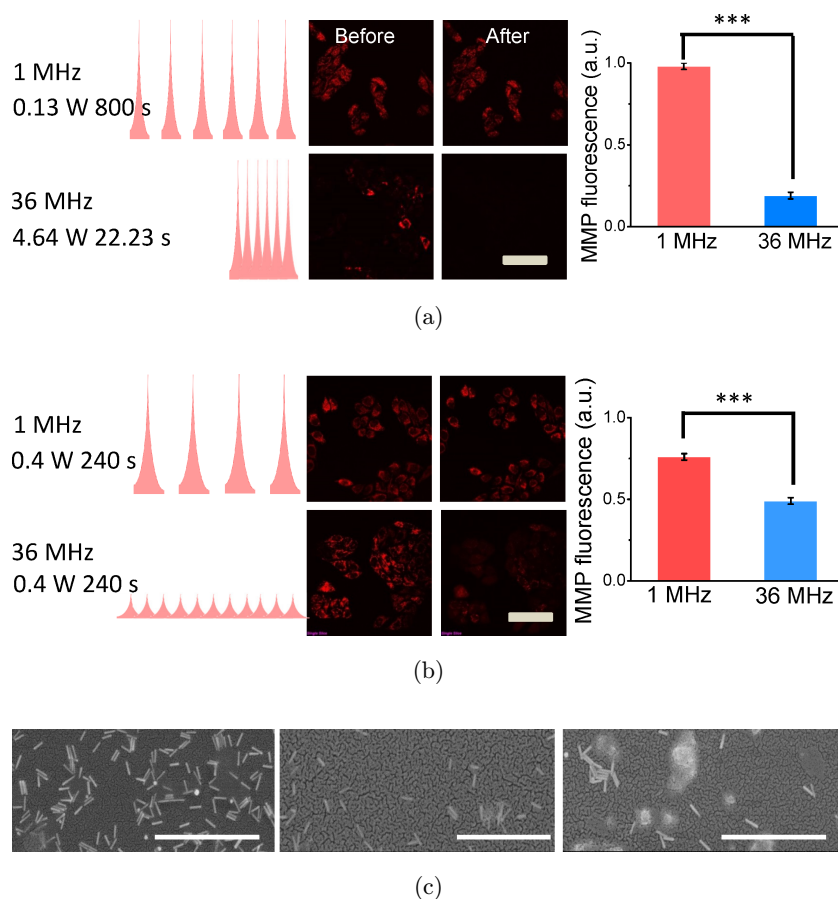 1 MHz
0.13 W 800 s
Before
After
36 MHz
4.64 W 22.23 s
***
MMP fluorescence (a.u.)
1.0
0.5
0.0
1 MHz
36 MHz
(a)
1 MHz
0.4 W 240 s
36 MHz
0.4 W 240 s
***
MMP fluorescence (a.u.)
1.0
0.5
0.0
1 MHz
36 MHz
(b)
(c)